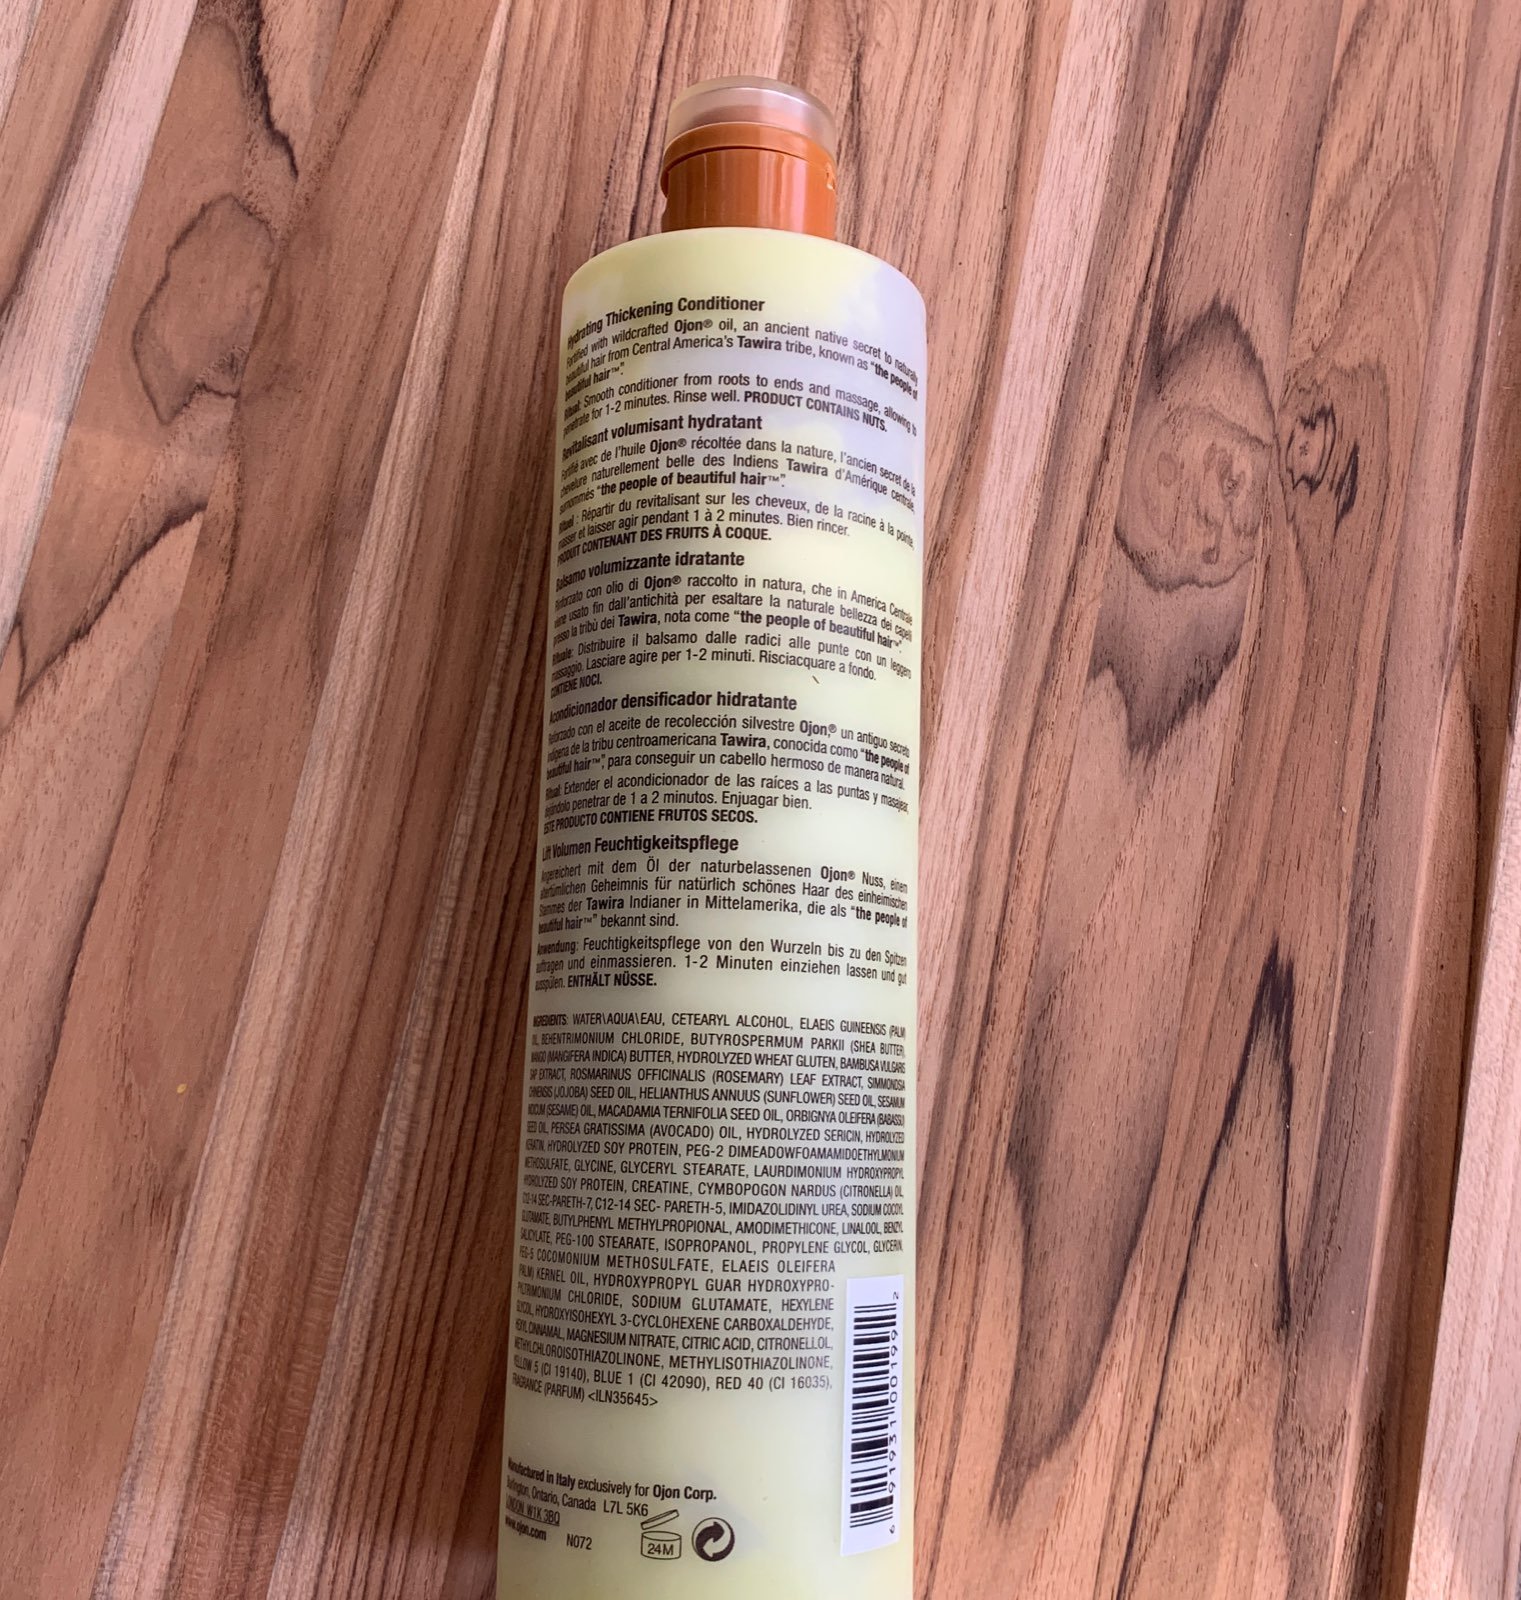 Hydrating Thickening Conditioner
Fortified with wildcrafted Ojon® oil, an ancient native secret to naturally
beautiful hair from Central America's Tawira tribe, known as "the people of
beautiful hair™".
Ritual: Smooth conditioner from roots to ends and massage, allowing to
penetrate for 1-2 minutes. Rinse well. PRODUCT CONTAINS NUTS.
Revitalisant volumisant hydratant
Fortifié avec de l'huile Ojon® récoltée dans la nature, l'ancien secret de la
chevelure naturellement belle des Indiens Tawira d'Amérique centrale,
surnommés "the people of beautiful hair™".
Rituel : Répartir du revitalisant sur les cheveux, de la racine à la pointe,
masser et laisser agir pendant 1 à 2 minutes. Bien rincer.
PRODUIT CONTENANT DES FRUITS À COQUE.
Balsamo volumizzante idratante
Rinforzato con olio di Ojon® raccolto in natura, che in America Centrale
viene usato fin dall'antichità per esaltare la naturale bellezza dei capelli
presso la tribù dei Tawira, nota come "the people of beautiful hair™".
Rituale: Distribuire il balsamo dalle radici alle punte con un leggero
massaggio. Lasciare agire per 1-2 minuti. Risciacquare a fondo.
CONTIENE NOCI.
Acondicionador densificador hidratante
Reforzado con el aceite de recolección silvestre Ojon,® un antiguo secreto
indígena de la tribu centroamericana Tawira, conocida como "the people of
beautiful hair™", para conseguir un cabello hermoso de manera natural.
Ritual: Extender el acondicionador de las raíces a las puntas y masajear,
dejándolo penetrar de 1 a 2 minutos. Enjuagar bien.
ESTE PRODUCTO CONTIENE FRUTOS SECOS.
Lift Volumen Feuchtigkeitspflege
Angereichert mit dem Öl der naturbelassenen Ojon® Nuss, einem
altertümlichen Geheimnis für natürlich schönes Haar des einheimischen
Stammes der Tawira Indianer in Mittelamerika, die als "the people of
beautiful hair™" bekannt sind.
Anwendung: Feuchtigkeitspflege von den Wurzeln bis zu den Spitzen
auftragen und einmassieren. 1-2 Minuten einziehen lassen und gut
ausspülen. ENTHÄLT NÜSSE.
INGREDIENTS: WATER\AQUA\EAU, CETEARYL ALCOHOL, ELAEIS GUINEENSIS (PALM)
OIL, BEHENTRIMONIUM CHLORIDE, BUTYROSPERMUM PARKII (SHEA BUTTER),
MANGO (MANGIFERA INDICA) BUTTER, HYDROLYZED WHEAT GLUTEN, BAMBUSA VULGARIS
SAP EXTRACT, ROSMARINUS OFFICINALIS (ROSEMARY) LEAF EXTRACT, SIMMONDSIA
CHINENSIS (JOJOBA) SEED OIL, HELIANTHUS ANNUUS (SUNFLOWER) SEED OIL, SESAMUM
INDICUM (SESAME) OIL, MACADAMIA TERNIFOLIA SEED OIL, ORBIGNYA OLEIFERA (BABASSU)
SEED OIL, PERSEA GRATISSIMA (AVOCADO) OIL, HYDROLYZED SERICIN, HYDROLYZED
KERATIN, HYDROLYZED SOY PROTEIN, PEG-2 DIMEADOWFOAMAMIDOETHYLMONIUM
METHOSULFATE, GLYCINE, GLYCERYL STEARATE, LAURDIMONIUM HYDROXYPROPYL
HYDROLYZED SOY PROTEIN, CREATINE, CYMBOPOGON NARDUS (CITRONELLA) OIL,
C12-14 SEC-PARETH-7, C12-14 SEC- PARETH-5, IMIDAZOLIDINYL UREA, SODIUM COCOYL
GLUTAMATE, BUTYLPHENYL METHYLPROPIONAL, AMODIMETHICONE, LINALOOL, BENZYL
SALICYLATE, PEG-100 STEARATE, ISOPROPANOL, PROPYLENE GLYCOL, GLYCERIN,
PEG-5 COCOMONIUM METHOSULFATE, ELAEIS OLEIFERA
(PALM) KERNEL OIL, HYDROXYPROPYL GUAR HYDROXYPRO-
PILTRIMONIUM CHLORIDE, SODIUM GLUTAMATE, HEXYLENE
GLYCOL, HYDROXYISOHEXYL 3-CYCLOHEXENE CARBOXALDEHYDE,
HEXYL CINNAMAL, MAGNESIUM NITRATE, CITRIC ACID, CITRONELLOL,
METHYLCHLOROISOTHIAZOLINONE, METHYLISOTHIAZOLINONE,
YELLOW 5 (CI 19140), BLUE 1 (CI 42090), RED 40 (CI 16035),
FRAGRANCE (PARFUM) <ILN35645>
Manufactured in Italy exclusively for Ojon Corp.
Burlington, Ontario, Canada L7L 5K6
LONDON W1K 3BQ
www.ojon.com N072
24M
6 91931 00199 2